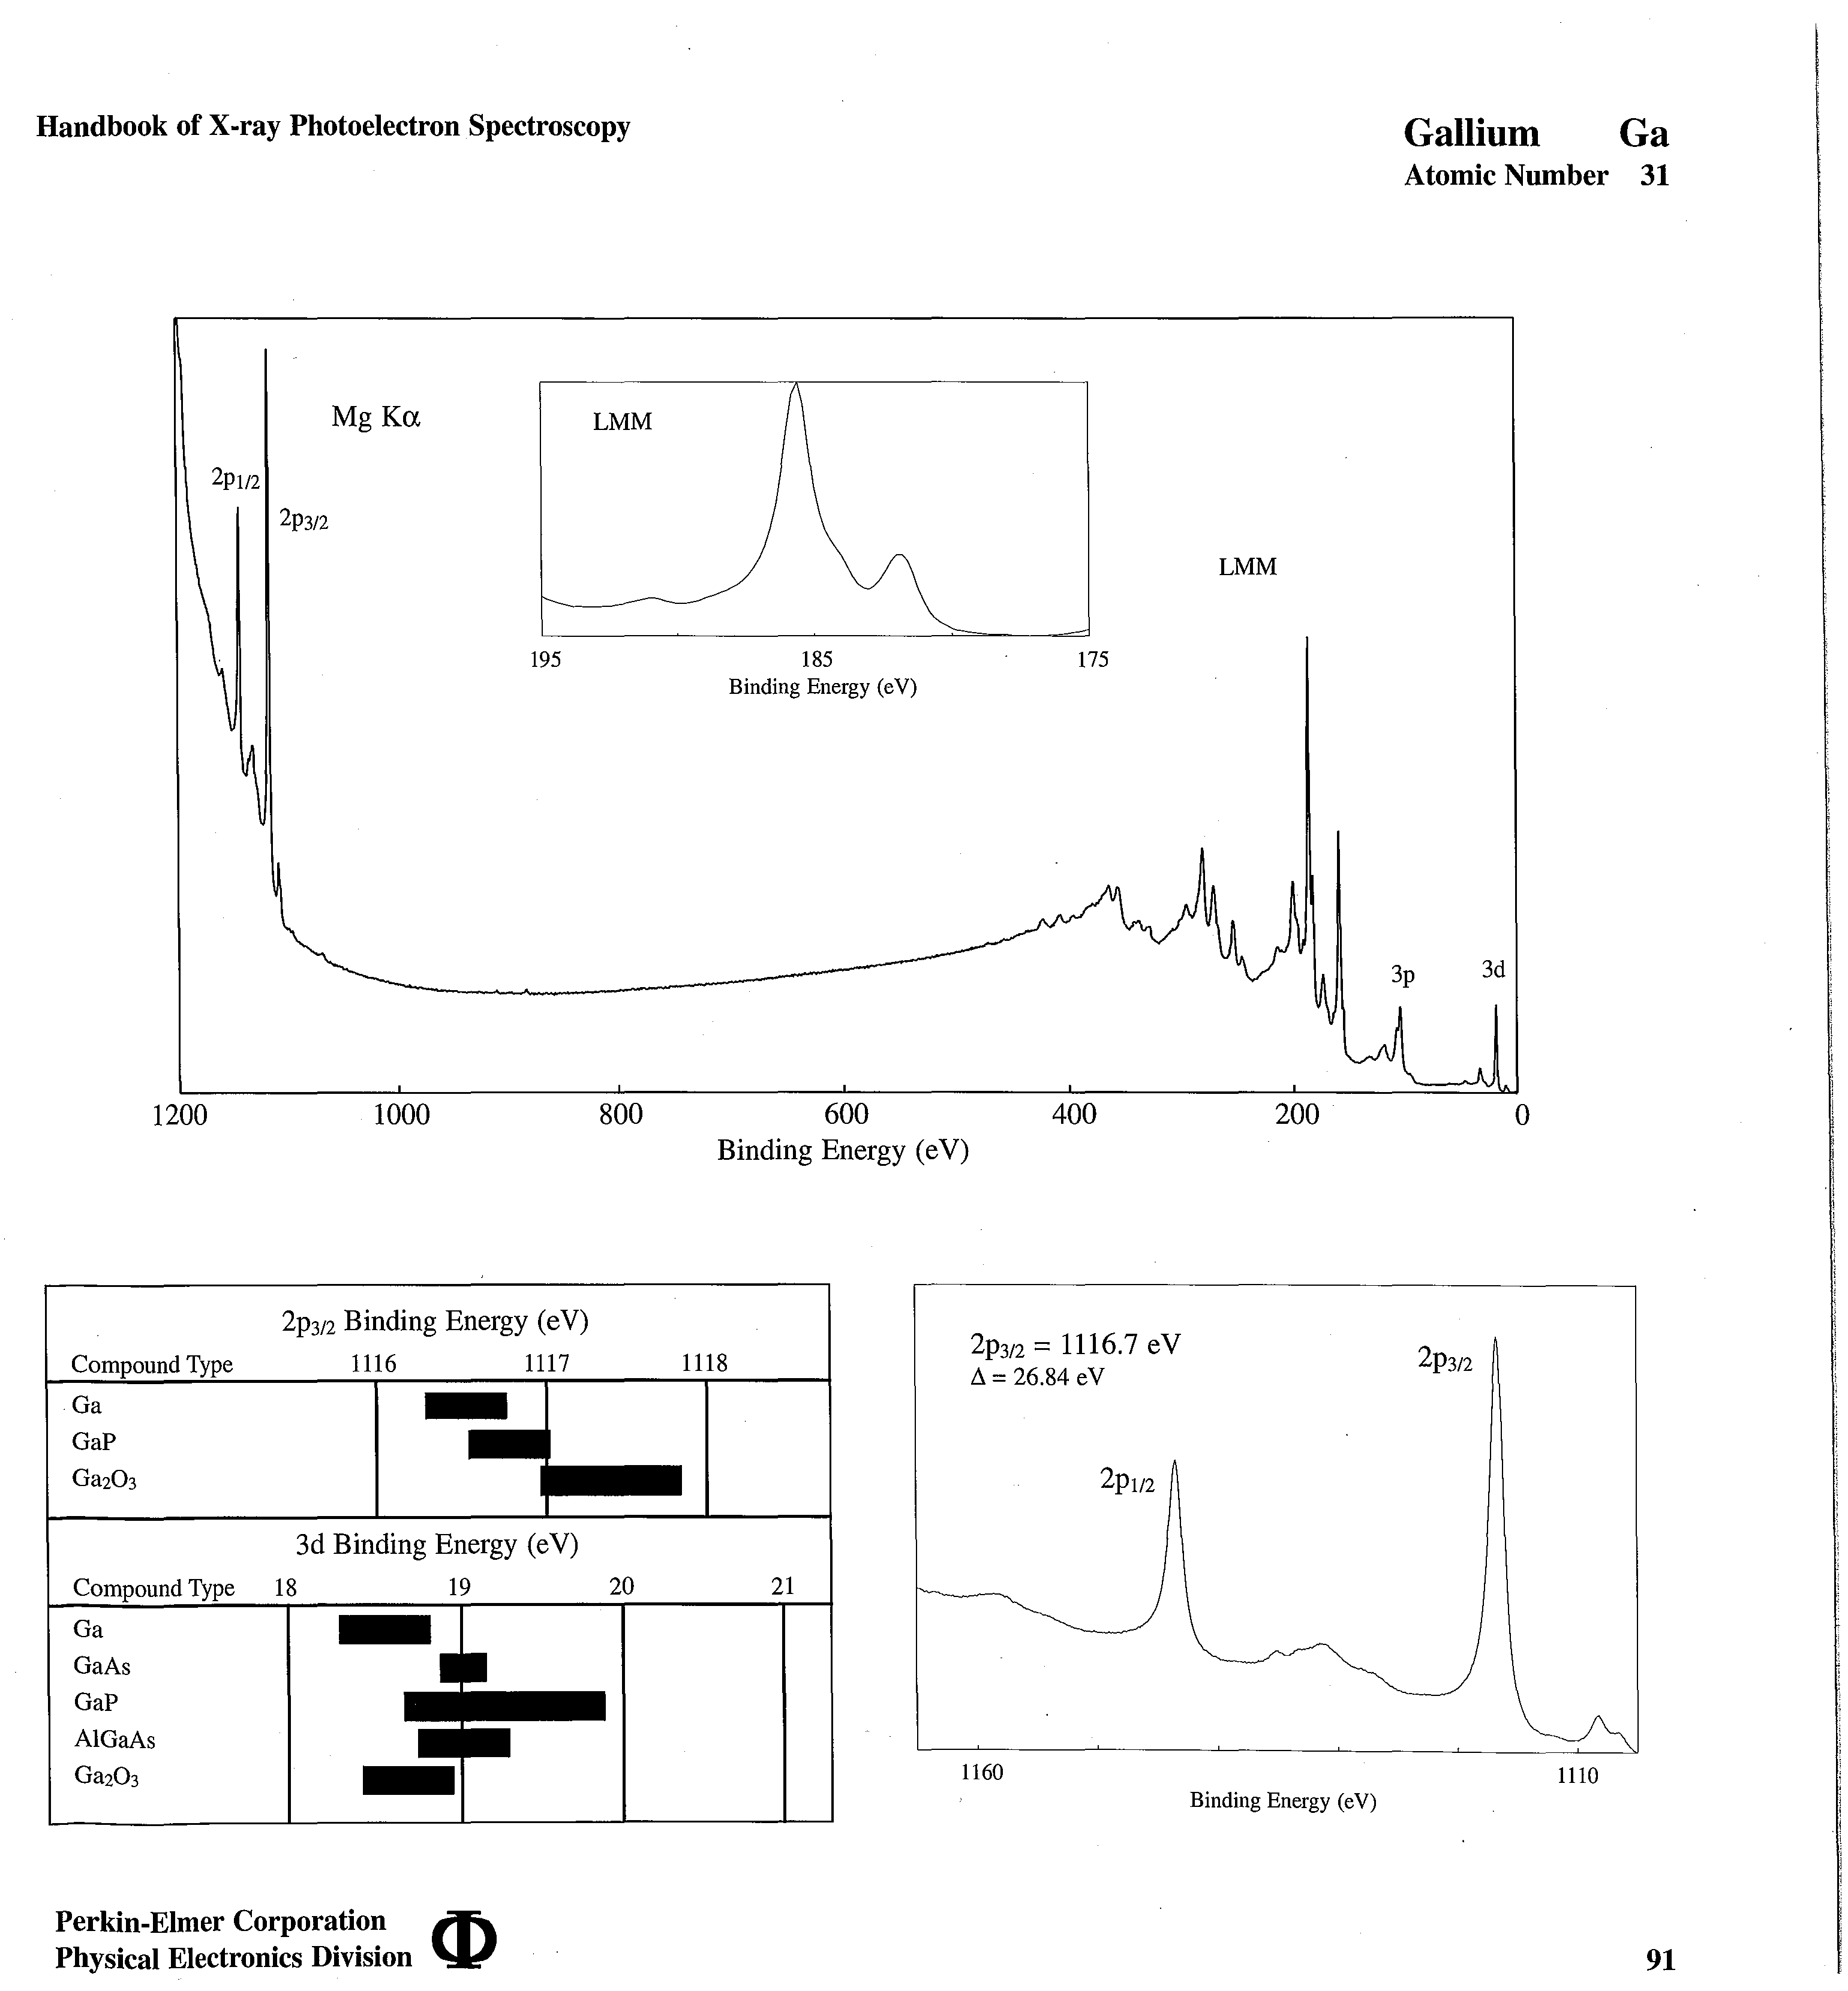 Handbook of X-ray Photoelectron Spectroscopy
Gallium Ga
Atomic Number 31
Mg Kα
LMM
2p1/2
2p3/2
195 185 175
Binding Energy (eV)
LMM
3p
3d
1200 1000 800 600 400 200 0
Binding Energy (eV)
2p3/2 Binding Energy (eV)
Compound Type 1116 1117 1118
Ga
GaP
Ga2O3
3d Binding Energy (eV)
Compound Type 18 19 20 21
Ga
GaAs
GaP
AlGaAs
Ga2O3
2p3/2 = 1116.7 eV
Δ = 26.84 eV
2p3/2
2p1/2
1160 1110
Binding Energy (eV)
Perkin-Elmer Corporation
Physical Electronics Division Φ
91